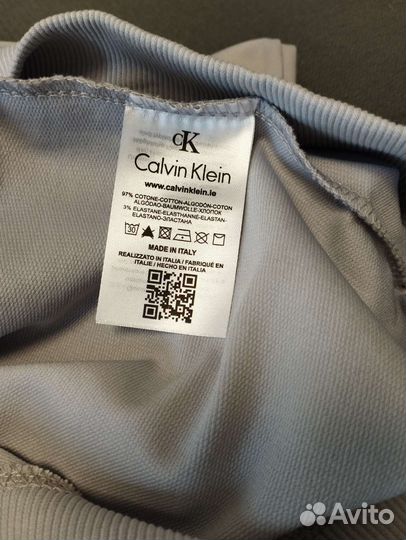 cK
Calvin Klein
www.calvinklein.le
97% COTONE-COTTON-ALGODÓN-COTON
ALGODÃO-BAUMWOLLE-ХЛОПОК
3% ELASTANE-ELASTHANNE-ELASTAN-
ELASTANO-ЭЛАСТАНА
30
MADE IN ITALY
REALIZZATO IN ITALIA / FABRIQUÉ EN
ITALIE / HECHO EN ITALIA
Avito